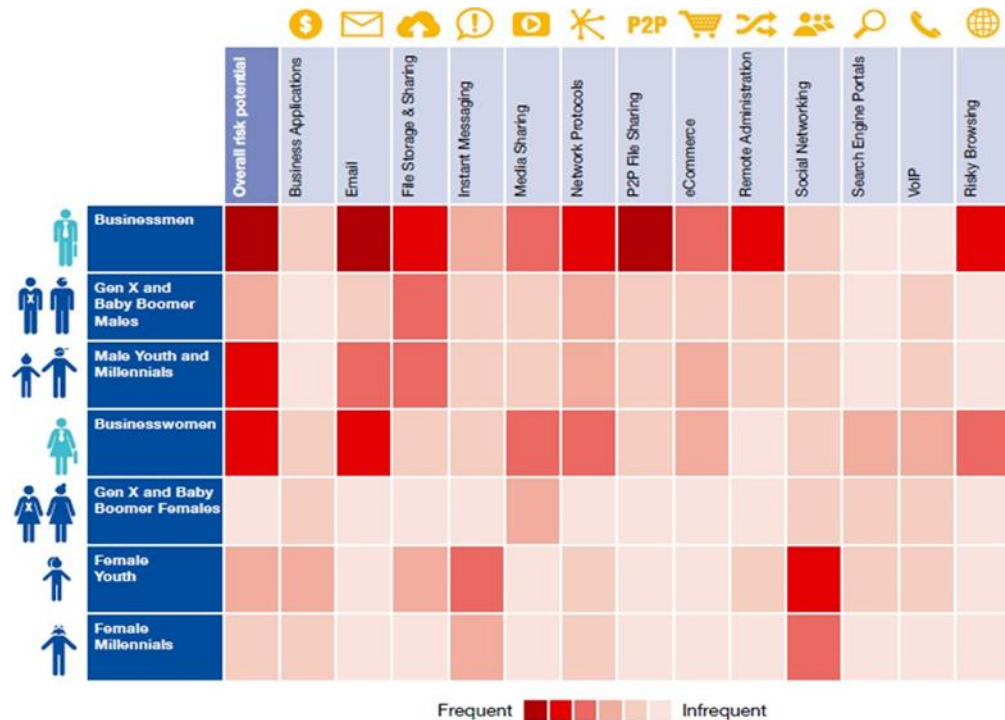 P2P
Overall risk potential
Business Applications
Email
File Storage & Sharing
Instant Messaging
Media Sharing
Network Protocols
P2P File Sharing
eCommerce
Remote Administration
Social Networking
Search Engine Portals
VoIP
Risky Browsing
Businessmen
Gen X and
Baby Boomer
Males
Male Youth and
Millennials
Businesswomen
Gen X and Baby
Boomer Females
Female
Youth
Female
Millennials
Frequent Infrequent